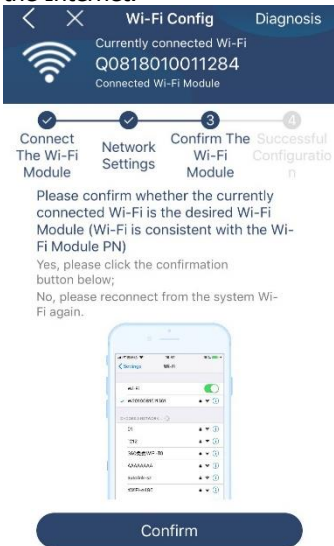 the Internet.
Wi-Fi Config
Diagnosis
Currently connected Wi-Fi
Q0818010011284
Connected Wi-Fi Module
3
4
Connect
The Wi-Fi
Module
Network
Settings
Confirm The
Wi-Fi
Module
Successful
Configuratio
n
Please confirm whether the currently
connected Wi-Fi is the desired Wi-Fi
Module (Wi-Fi is consistent with the Wi-
Fi Module PN)
Yes, please click the confirmation
button below;
No, please reconnect from the system Wi-
Fi again.
Settings
Wi-Fi
Confirm